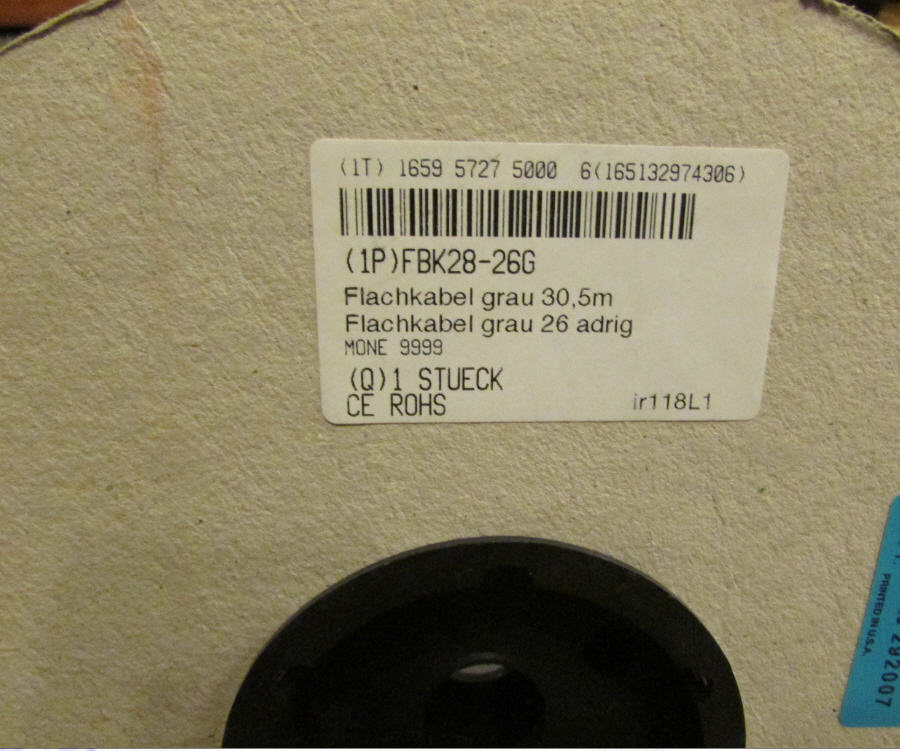 (1T) 1659 5727 5000 6(165132974306)
(1P)FBK28-26G
Flachkabel grau 30,5m
Flachkabel grau 26 adrig
MONE 9999
(Q)1 STUECK
CE ROHS
ir118L1
PRINTED IN U.S.A.
292007